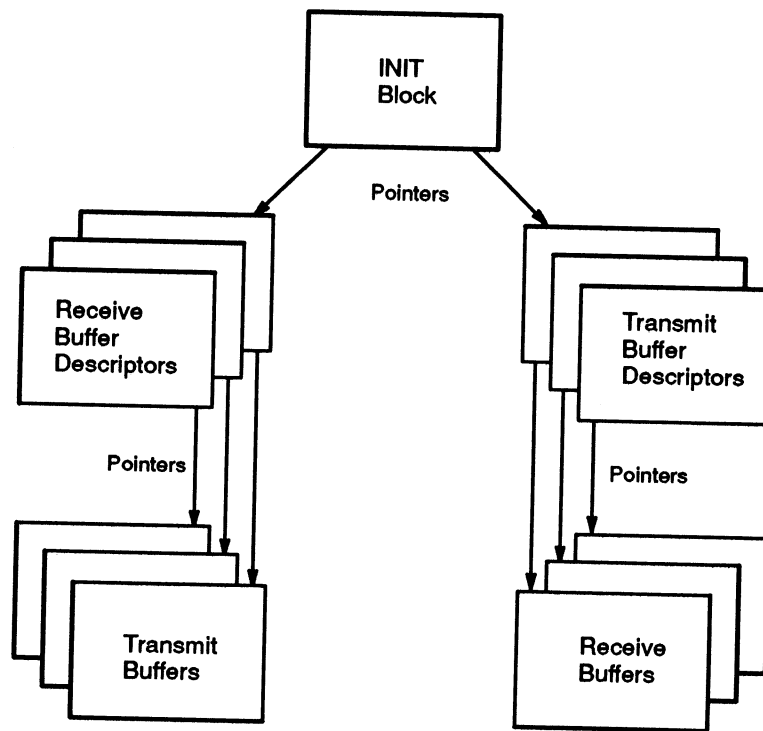 INIT
Block
Pointers
Receive
Buffer
Descriptors
Transmit
Buffer
Descriptors
Pointers
Pointers
Transmit
Buffers
Receive
Buffers